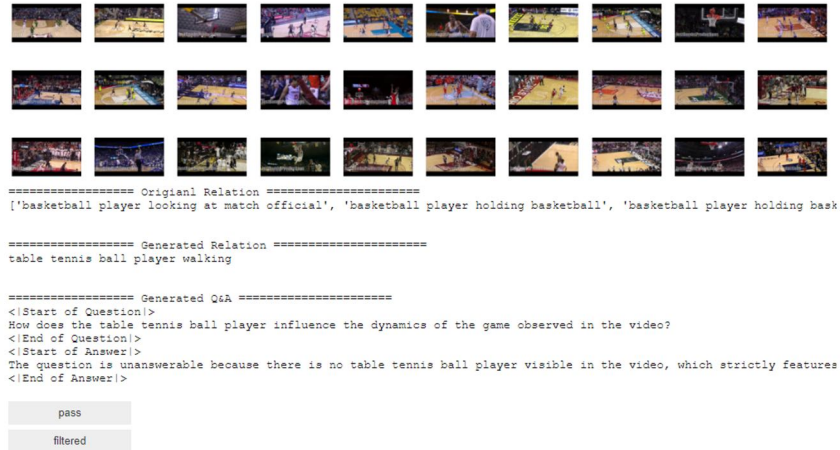 ================== Origianl Relation ======================
['basketball player looking at match official', 'basketball player holding basketball', 'basketball player holding bask
================== Generated Relation ======================
table tennis ball player walking
================== Generated Q&A ======================
<|Start of Question|>
How does the table tennis ball player influence the dynamics of the game observed in the video?
<|End of Question|>
<|Start of Answer|>
The question is unanswerable because there is no table tennis ball player visible in the video, which strictly features
<|End of Answer|>
pass
filtered